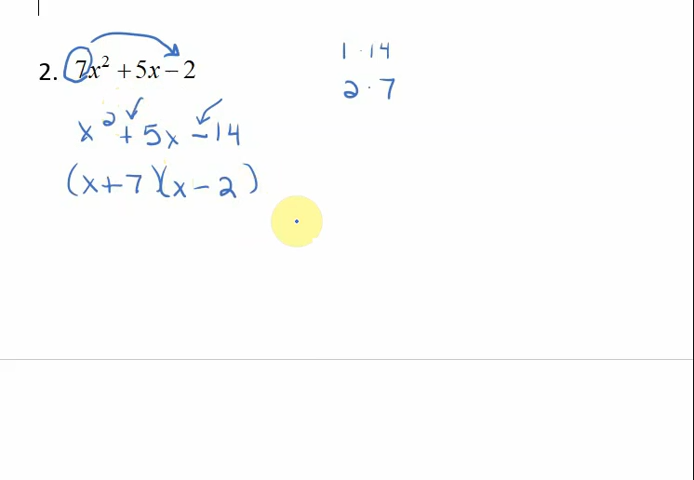 2. 7x² + 5x − 2
x² + 5x − 14
(x + 7)(x − 2)
1 · 14
2 · 7